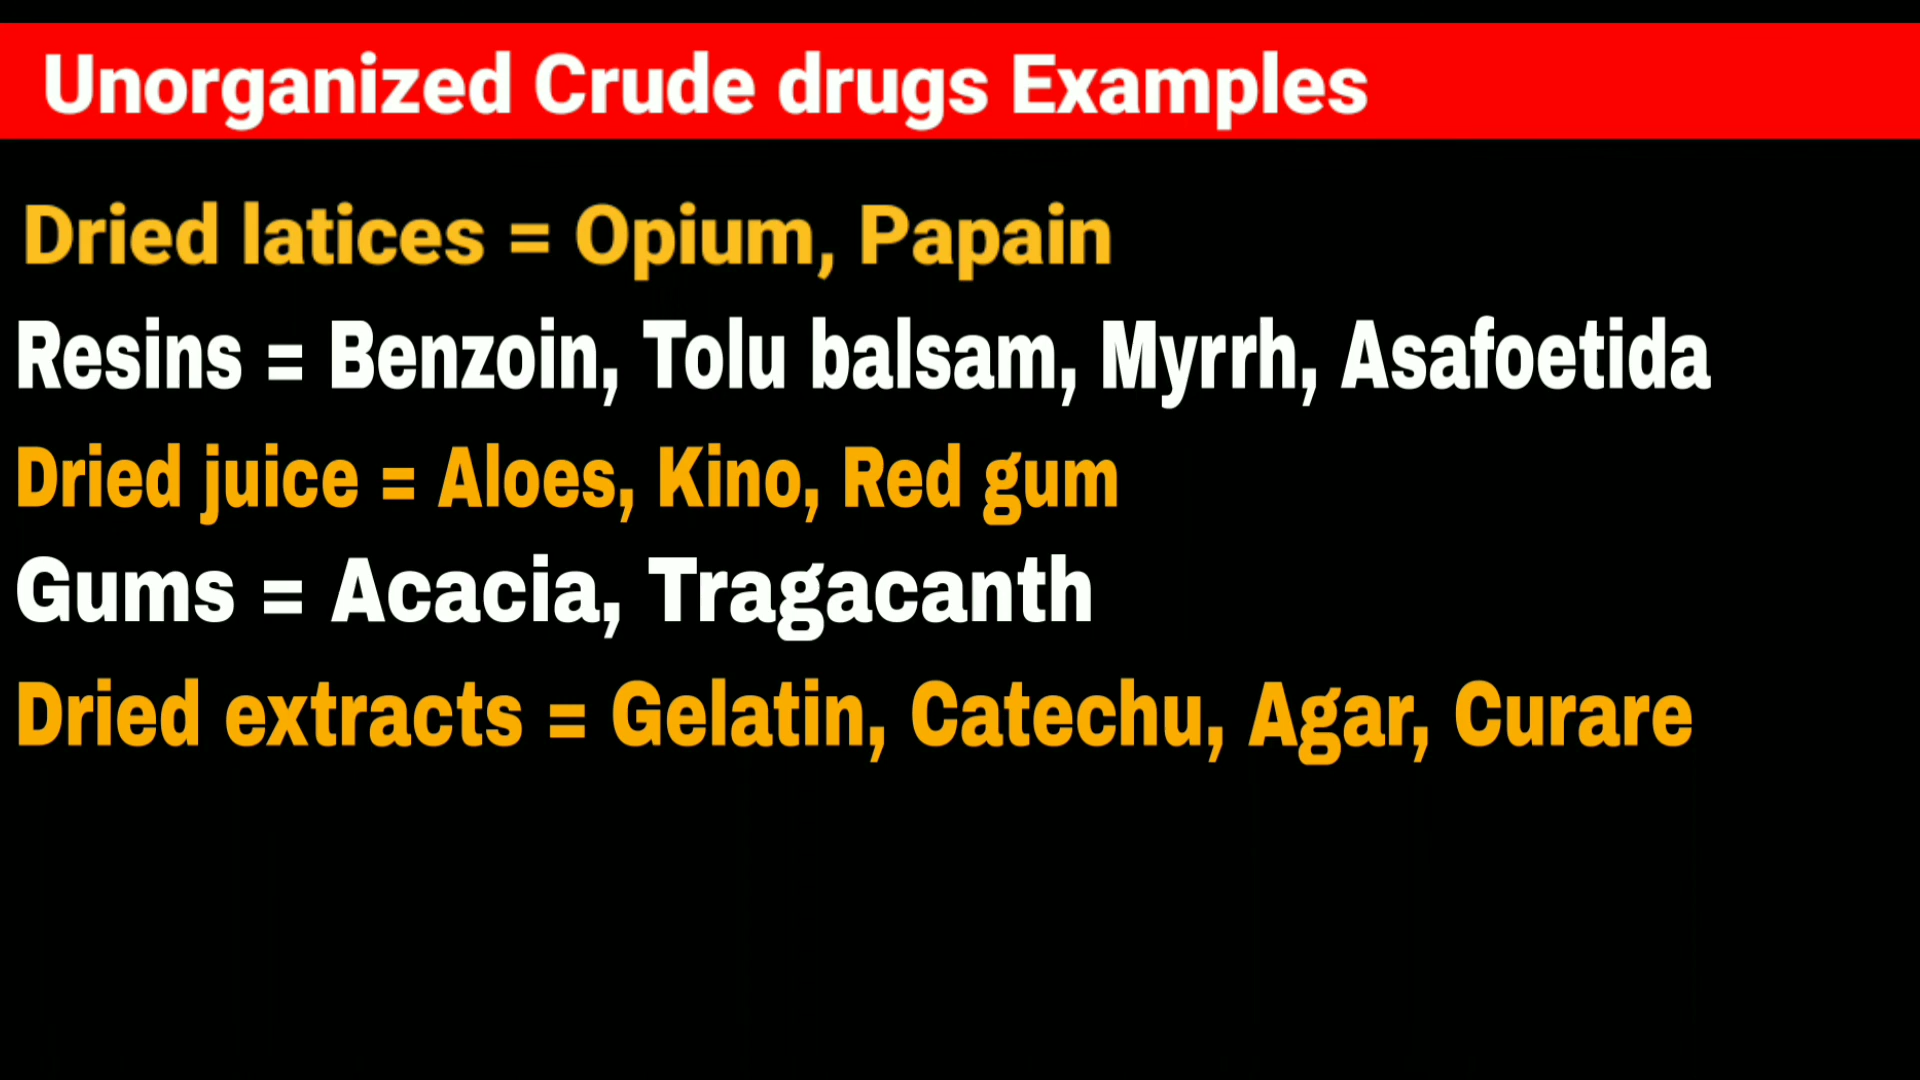 Unorganized Crude drugs Examples
Dried latices = Opium, Papain
Resins = Benzoin, Tolu balsam, Myrrh, Asafoetida
Dried juice = Aloes, Kino, Red gum
Gums = Acacia, Tragacanth
Dried extracts = Gelatin, Catechu, Agar, Curare